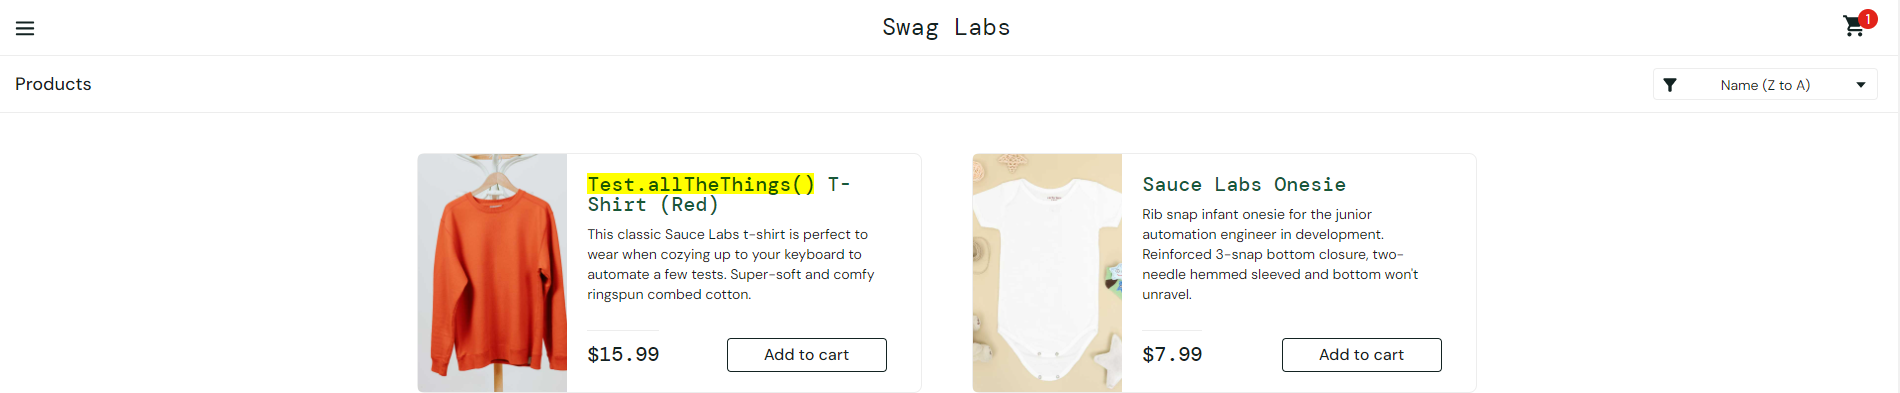 Swag Labs
1
Products
Name (Z to A)
Test.allTheThings() T-
Shirt (Red)
This classic Sauce Labs t-shirt is perfect to
wear when cozying up to your keyboard to
automate a few tests. Super-soft and comfy
ringspun combed cotton.
$15.99
Add to cart
Sauce Labs Onesie
Rib snap infant onesie for the junior
automation engineer in development.
Reinforced 3-snap bottom closure, two-
needle hemmed sleeved and bottom won't
unravel.
$7.99
Add to cart